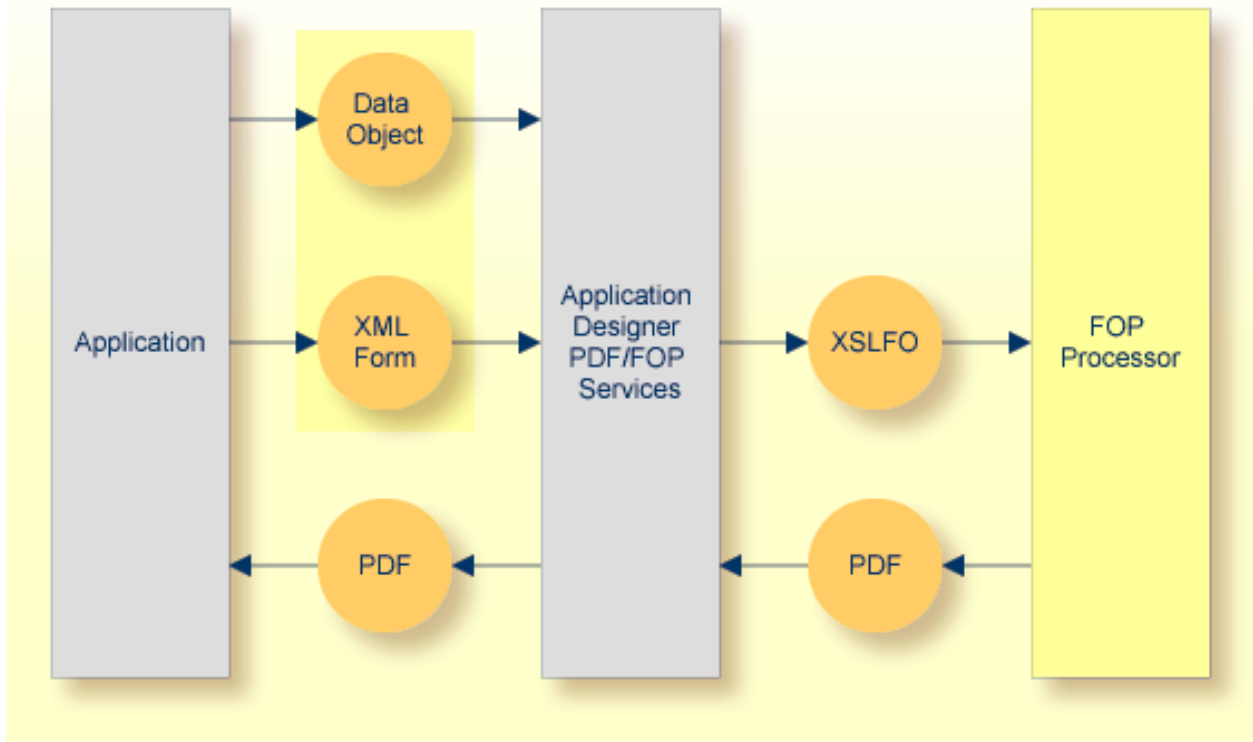 Data
Object
Application
XML
Form
Application
Designer
PDF/FOP
Services
XSLFO
FOP
Processor
PDF
PDF